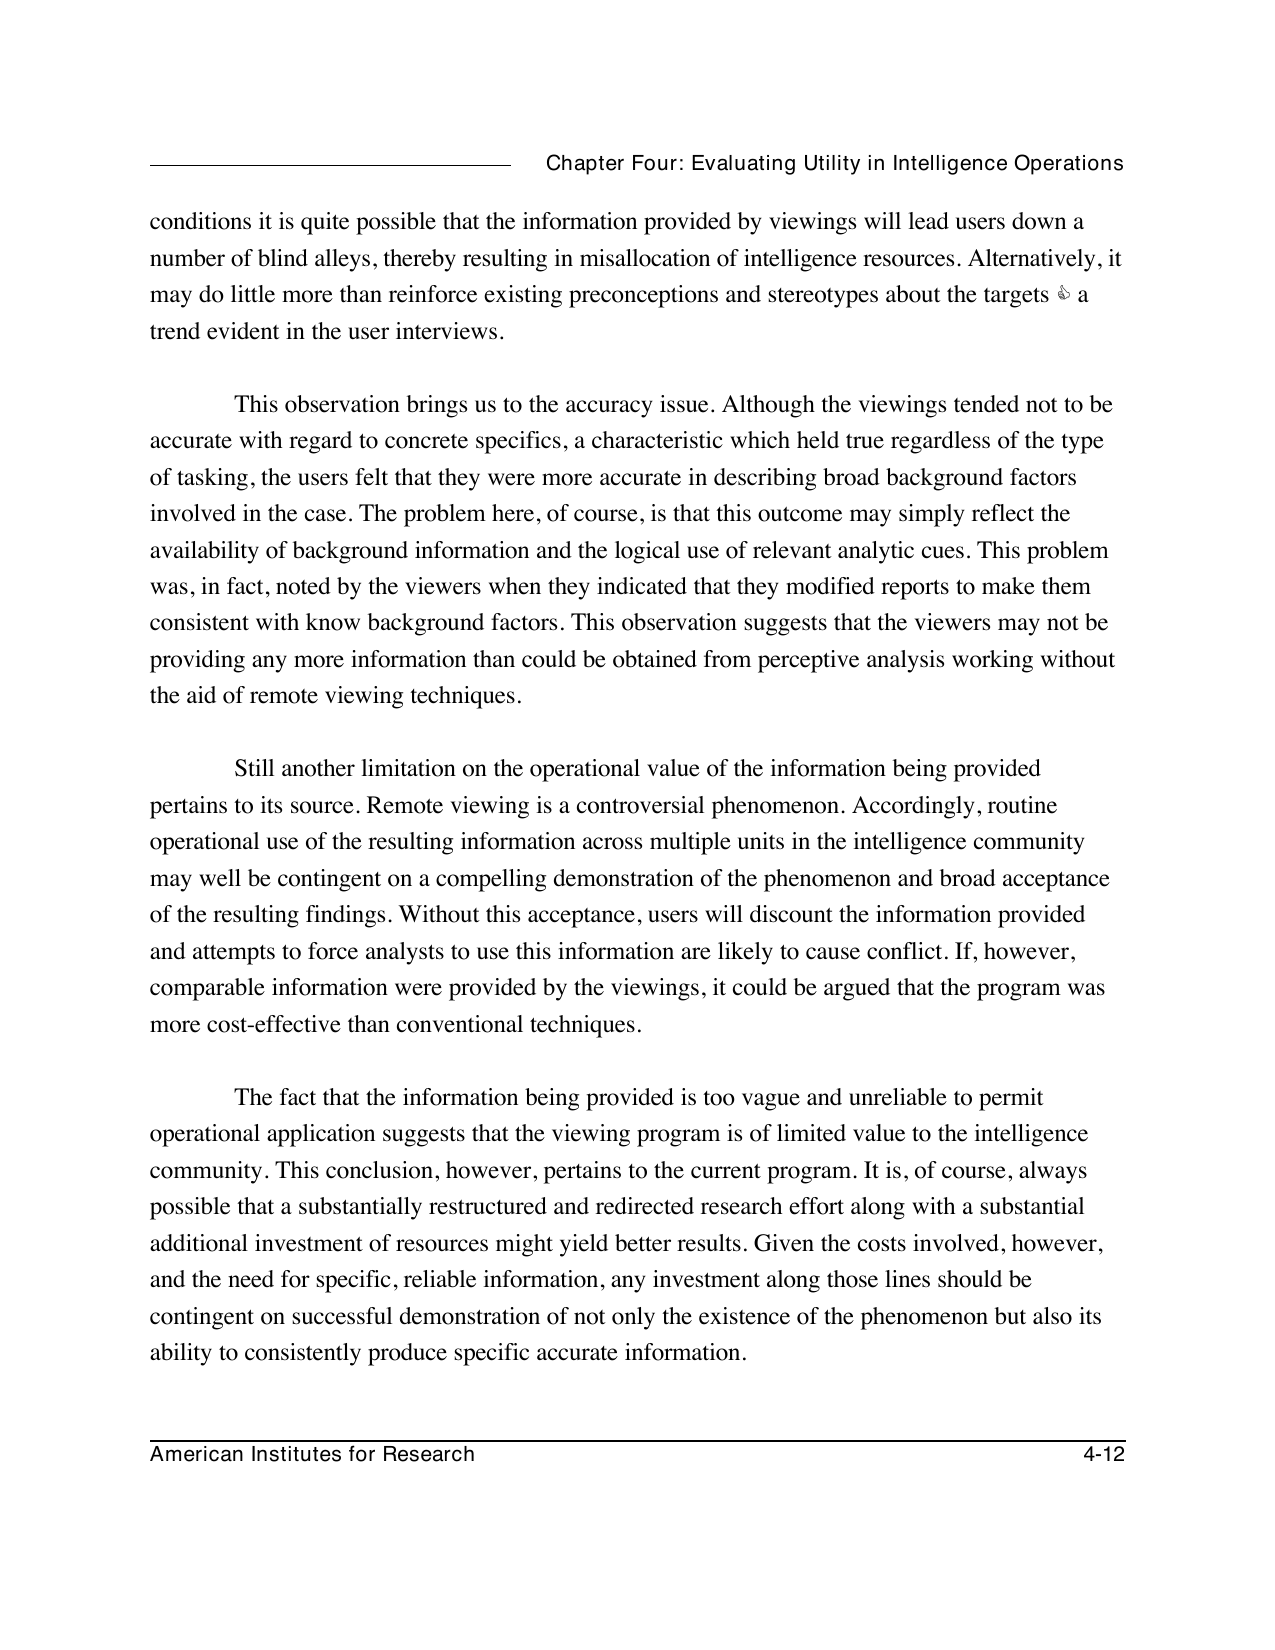 Chapter Four: Evaluating Utility in Intelligence Operations
conditions it is quite possible that the information provided by viewings will lead users down a
number of blind alleys, thereby resulting in misallocation of intelligence resources. Alternatively, it
may do little more than reinforce existing preconceptions and stereotypes about the targets 👍 a
trend evident in the user interviews.
This observation brings us to the accuracy issue. Although the viewings tended not to be
accurate with regard to concrete specifics, a characteristic which held true regardless of the type
of tasking, the users felt that they were more accurate in describing broad background factors
involved in the case. The problem here, of course, is that this outcome may simply reflect the
availability of background information and the logical use of relevant analytic cues. This problem
was, in fact, noted by the viewers when they indicated that they modified reports to make them
consistent with know background factors. This observation suggests that the viewers may not be
providing any more information than could be obtained from perceptive analysis working without
the aid of remote viewing techniques.
Still another limitation on the operational value of the information being provided
pertains to its source. Remote viewing is a controversial phenomenon. Accordingly, routine
operational use of the resulting information across multiple units in the intelligence community
may well be contingent on a compelling demonstration of the phenomenon and broad acceptance
of the resulting findings. Without this acceptance, users will discount the information provided
and attempts to force analysts to use this information are likely to cause conflict. If, however,
comparable information were provided by the viewings, it could be argued that the program was
more cost-effective than conventional techniques.
The fact that the information being provided is too vague and unreliable to permit
operational application suggests that the viewing program is of limited value to the intelligence
community. This conclusion, however, pertains to the current program. It is, of course, always
possible that a substantially restructured and redirected research effort along with a substantial
additional investment of resources might yield better results. Given the costs involved, however,
and the need for specific, reliable information, any investment along those lines should be
contingent on successful demonstration of not only the existence of the phenomenon but also its
ability to consistently produce specific accurate information.
American Institutes for Research 4-12